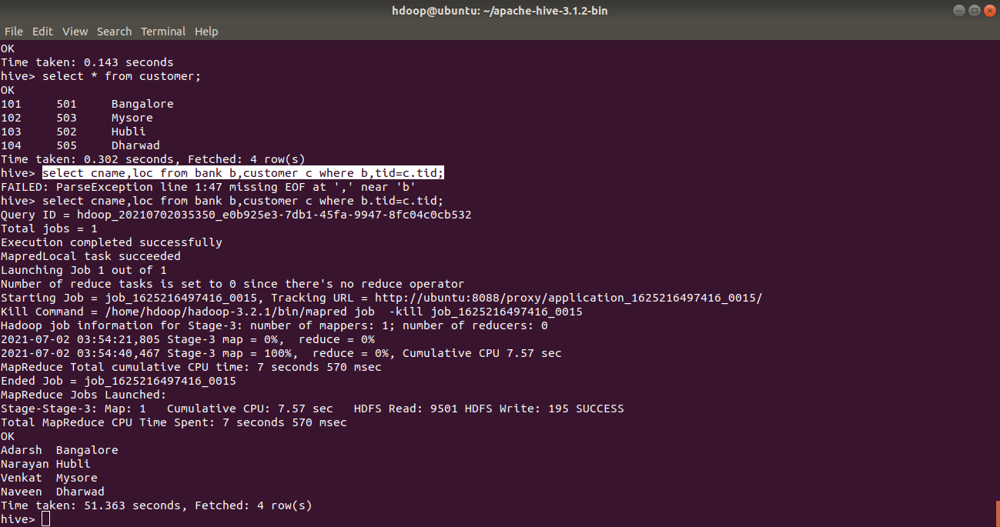 hdoop@ubuntu: ~/apache-hive-3.1.2-bin
File Edit View Search Terminal Help
OK
Time taken: 0.143 seconds
hive> select * from customer;
OK
101 501 Bangalore
102 503 Mysore
103 502 Hubli
104 505 Dharwad
Time taken: 0.302 seconds, Fetched: 4 row(s)
hive> select cname,loc from bank b,customer c where b,tid=c.tid;
FAILED: ParseException line 1:47 missing EOF at ',' near 'b'
hive> select cname,loc from bank b,customer c where b.tid=c.tid;
Query ID = hdoop_20210702035350_e0b925e3-7db1-45fa-9947-8fc04c0cb532
Total jobs = 1
Execution completed successfully
MapredLocal task succeeded
Launching Job 1 out of 1
Number of reduce tasks is set to 0 since there's no reduce operator
Starting Job = job_1625216497416_0015, Tracking URL = http://ubuntu:8088/proxy/application_1625216497416_0015/
Kill Command = /home/hdoop/hadoop-3.2.1/bin/mapred job  -kill job_1625216497416_0015
Hadoop job information for Stage-3: number of mappers: 1; number of reducers: 0
2021-07-02 03:54:21,805 Stage-3 map = 0%,  reduce = 0%
2021-07-02 03:54:40,467 Stage-3 map = 100%,  reduce = 0%, Cumulative CPU 7.57 sec
MapReduce Total cumulative CPU time: 7 seconds 570 msec
Ended Job = job_1625216497416_0015
MapReduce Jobs Launched:
Stage-Stage-3: Map: 1   Cumulative CPU: 7.57 sec   HDFS Read: 9501 HDFS Write: 195 SUCCESS
Total MapReduce CPU Time Spent: 7 seconds 570 msec
OK
Adarsh Bangalore
Narayan Hubli
Venkat Mysore
Naveen Dharwad
Time taken: 51.363 seconds, Fetched: 4 row(s)
hive>